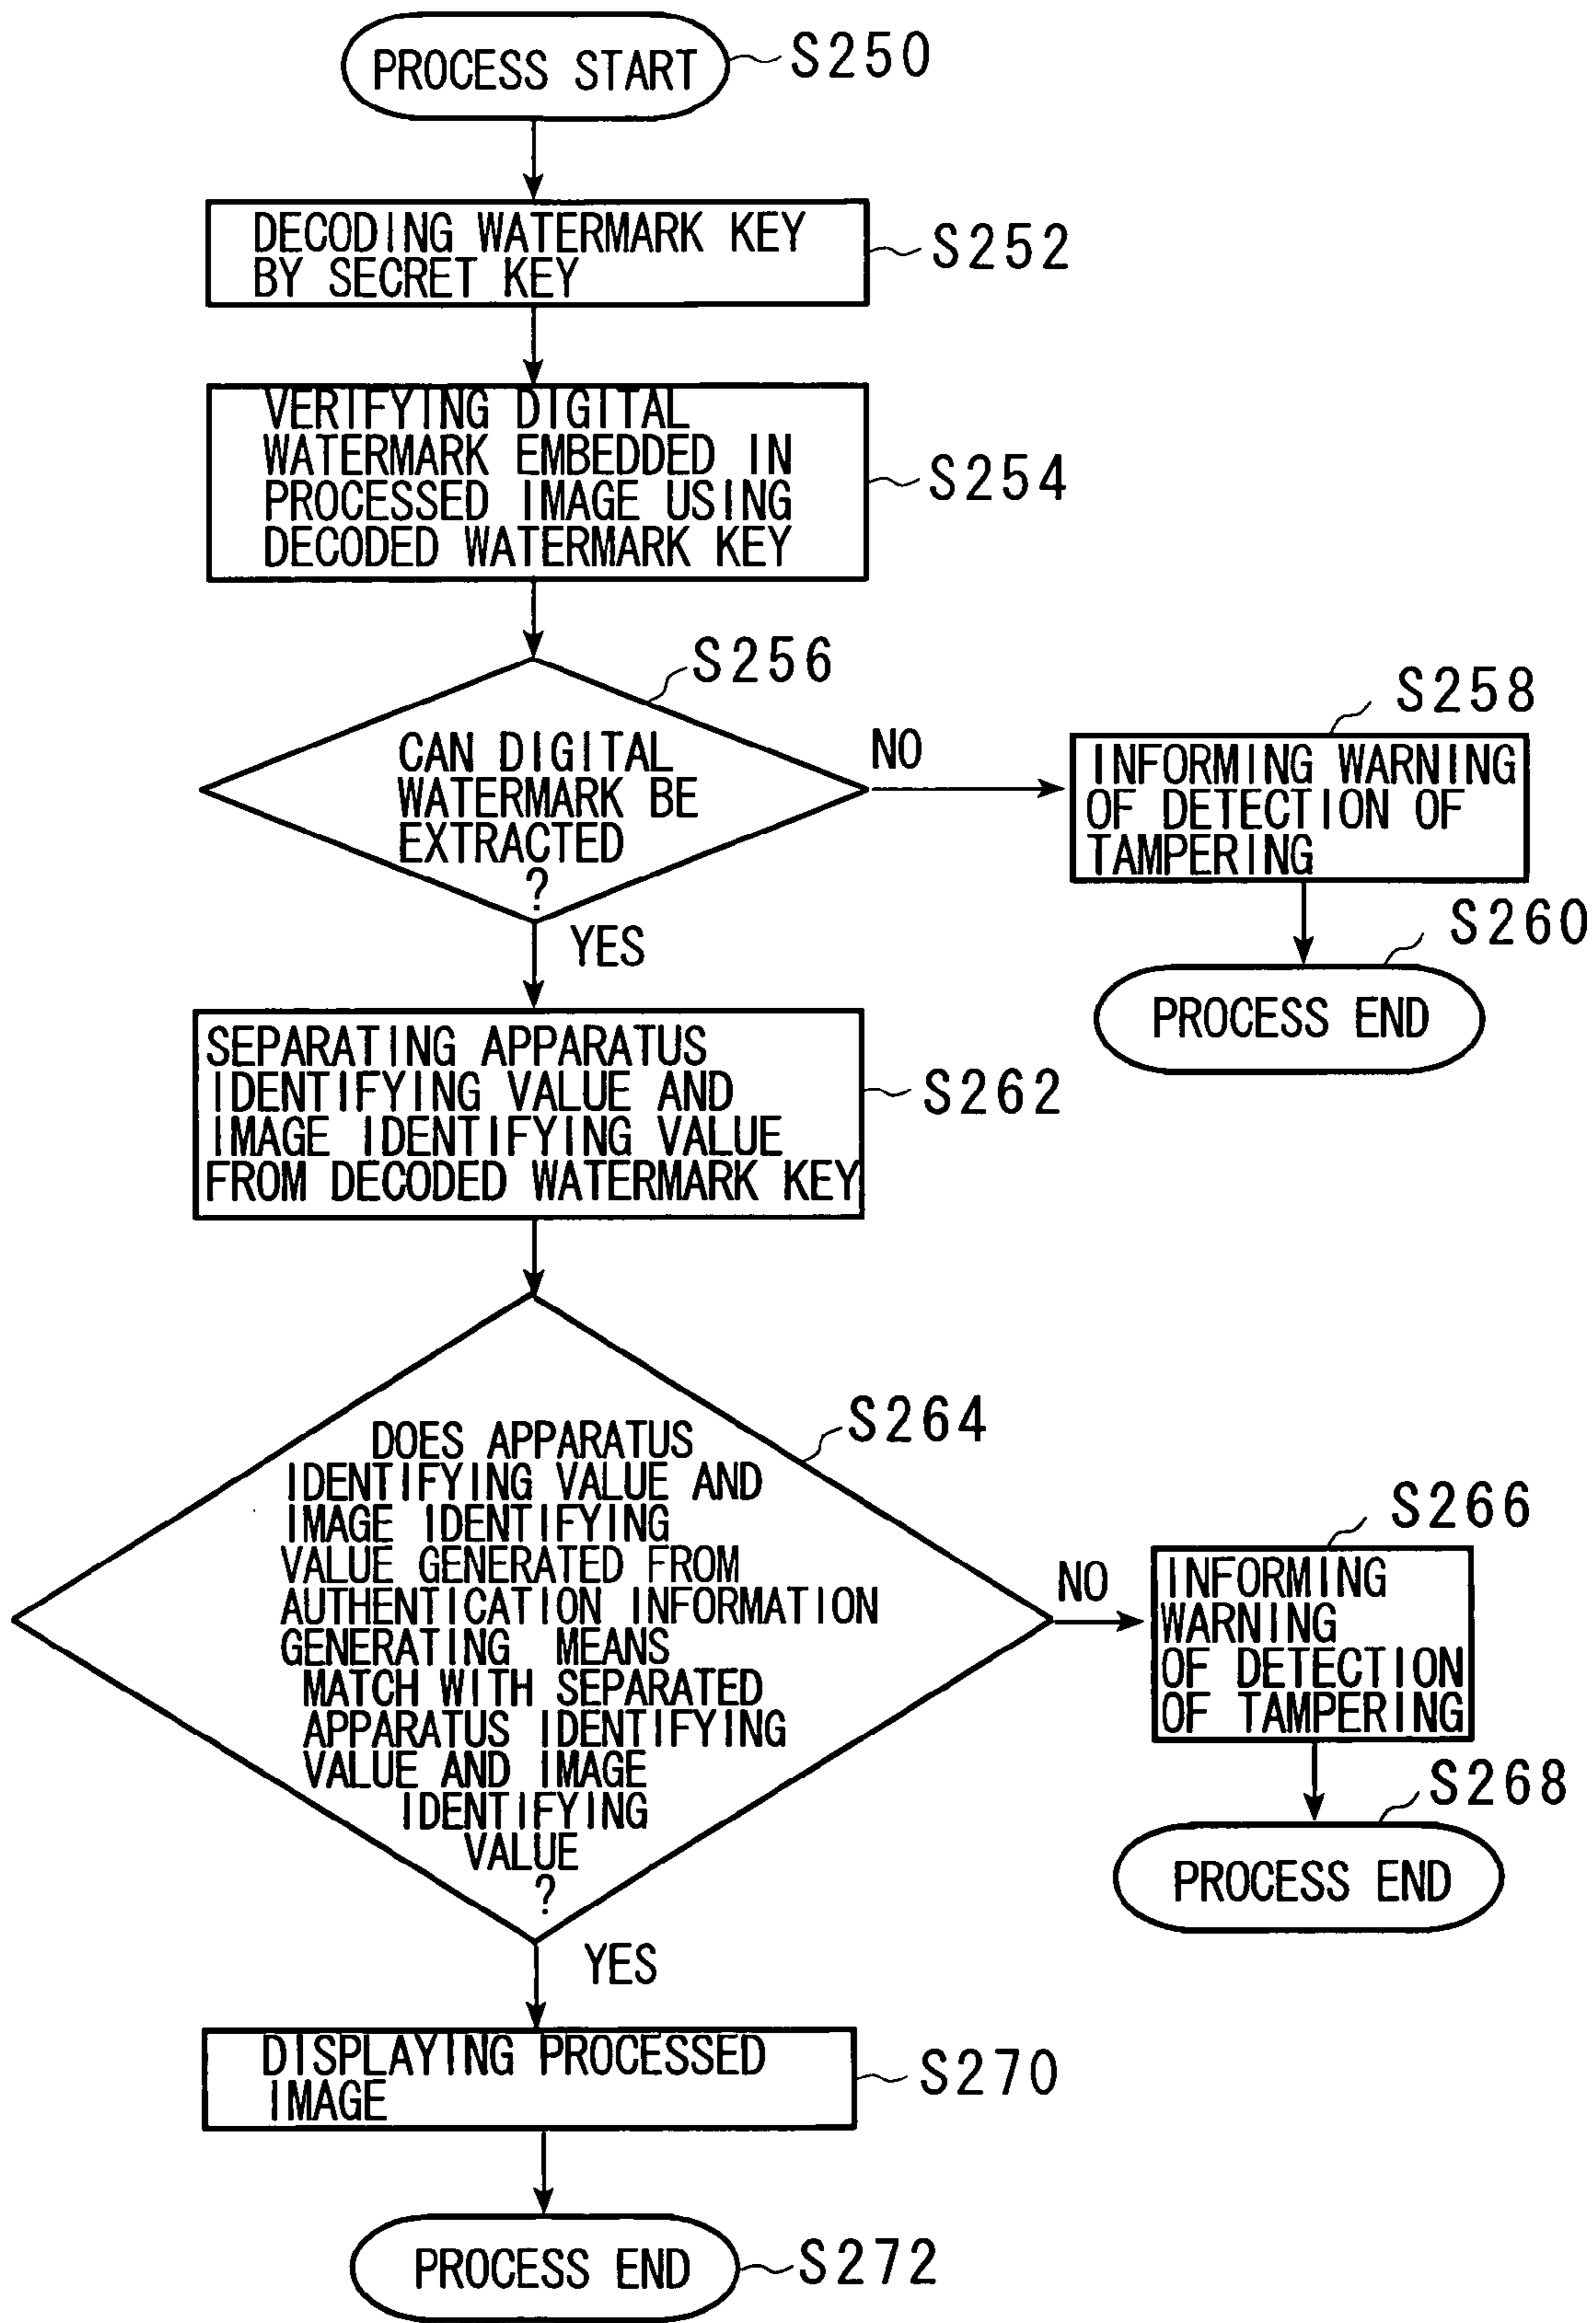 PROCESS START
S250
DECODING WATERMARK KEY
BY SECRET KEY
S252
VERIFYING DIGITAL
WATERMARK EMBEDDED IN
PROCESSED IMAGE USING
DECODED WATERMARK KEY
S254
S256
CAN DIGITAL
WATERMARK BE
EXTRACTED
?
NO
S258
INFORMING WARNING
OF DETECTION OF
TAMPERING
S260
PROCESS END
YES
SEPARATING APPARATUS
IDENTIFYING VALUE AND
IMAGE IDENTIFYING VALUE
FROM DECODED WATERMARK KEY
S262
S264
DOES APPARATUS
IDENTIFYING VALUE AND
IMAGE IDENTIFYING
VALUE GENERATED FROM
AUTHENTICATION INFORMATION
GENERATING MEANS
MATCH WITH SEPARATED
APPARATUS IDENTIFYING
VALUE AND IMAGE
IDENTIFYING
VALUE
?
NO
S266
INFORMING
WARNING
OF DETECTION
OF TAMPERING
S268
PROCESS END
YES
DISPLAYING PROCESSED
IMAGE
S270
PROCESS END
S272